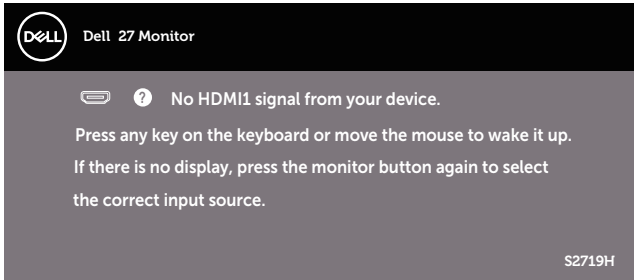 DELL
Dell 27 Monitor
? No HDMI1 signal from your device.
Press any key on the keyboard or move the mouse to wake it up.
If there is no display, press the monitor button again to select
the correct input source.
S2719H